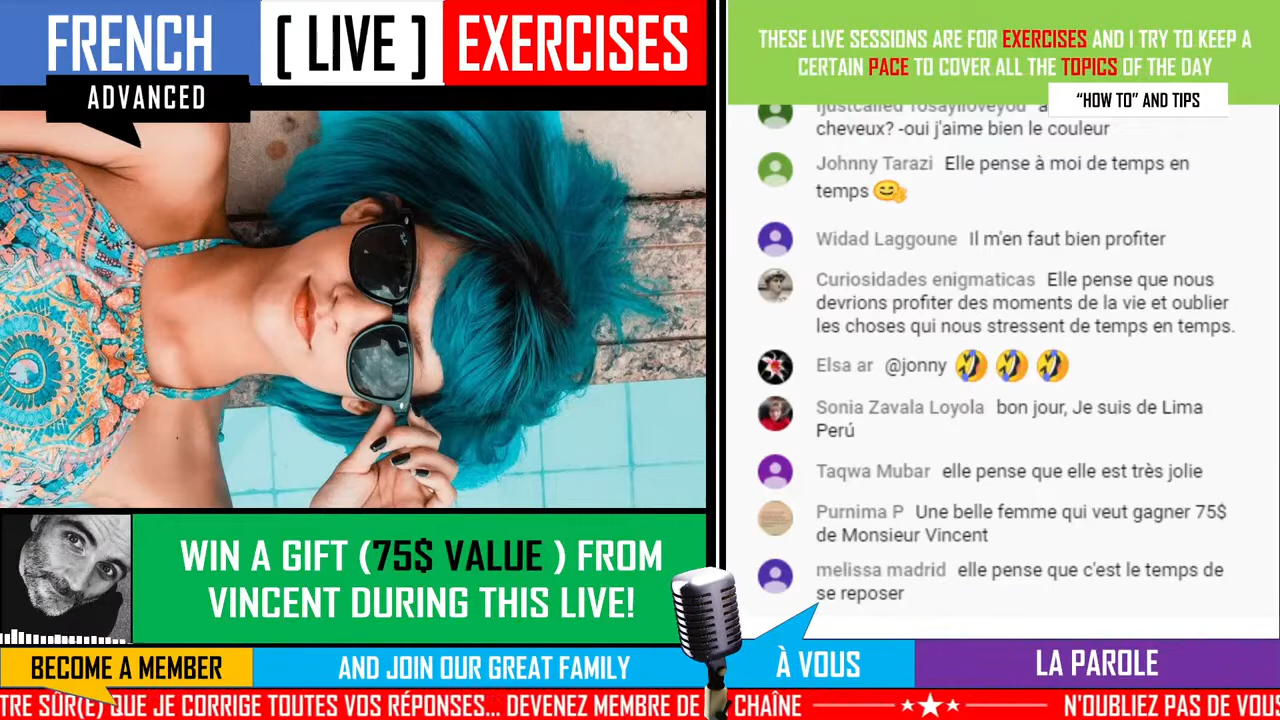 FRENCH [ LIVE ] EXERCISES
ADVANCED
THESE LIVE SESSIONS ARE FOR EXERCISES AND I TRY TO KEEP A
CERTAIN PACE TO COVER ALL THE TOPICS OF THE DAY
“HOW TO” AND TIPS
cheveux? -oui j'aime bien le couleur
Johnny Tarazi Elle pense à moi de temps en
temps
Widad Laggoune Il m'en faut bien profiter
Curiosidades enigmaticas Elle pense que nous
devrions profiter des moments de la vie et oublier
les choses qui nous stressent de temps en temps.
Elsa ar @jonny 🤣 🤣 🤣
Sonia Zavala Loyola bon jour, Je suis de Lima
Perú
Taqwa Mubar elle pense que elle est très jolie
Purnima P Une belle femme qui veut gagner 75$
de Monsieur Vincent
melissa madrid elle pense que c'est le temps de
se reposer
WIN A GIFT (75$ VALUE ) FROM
VINCENT DURING THIS LIVE!
BECOME A MEMBER AND JOIN OUR GREAT FAMILY
À VOUS LA PAROLE
TRE SÛR(E) QUE JE CORRIGE TOUTES VOS RÉPONSES... DEVENEZ MEMBRE DE CHAÎNE N'OUBLIEZ PAS DE VOUS